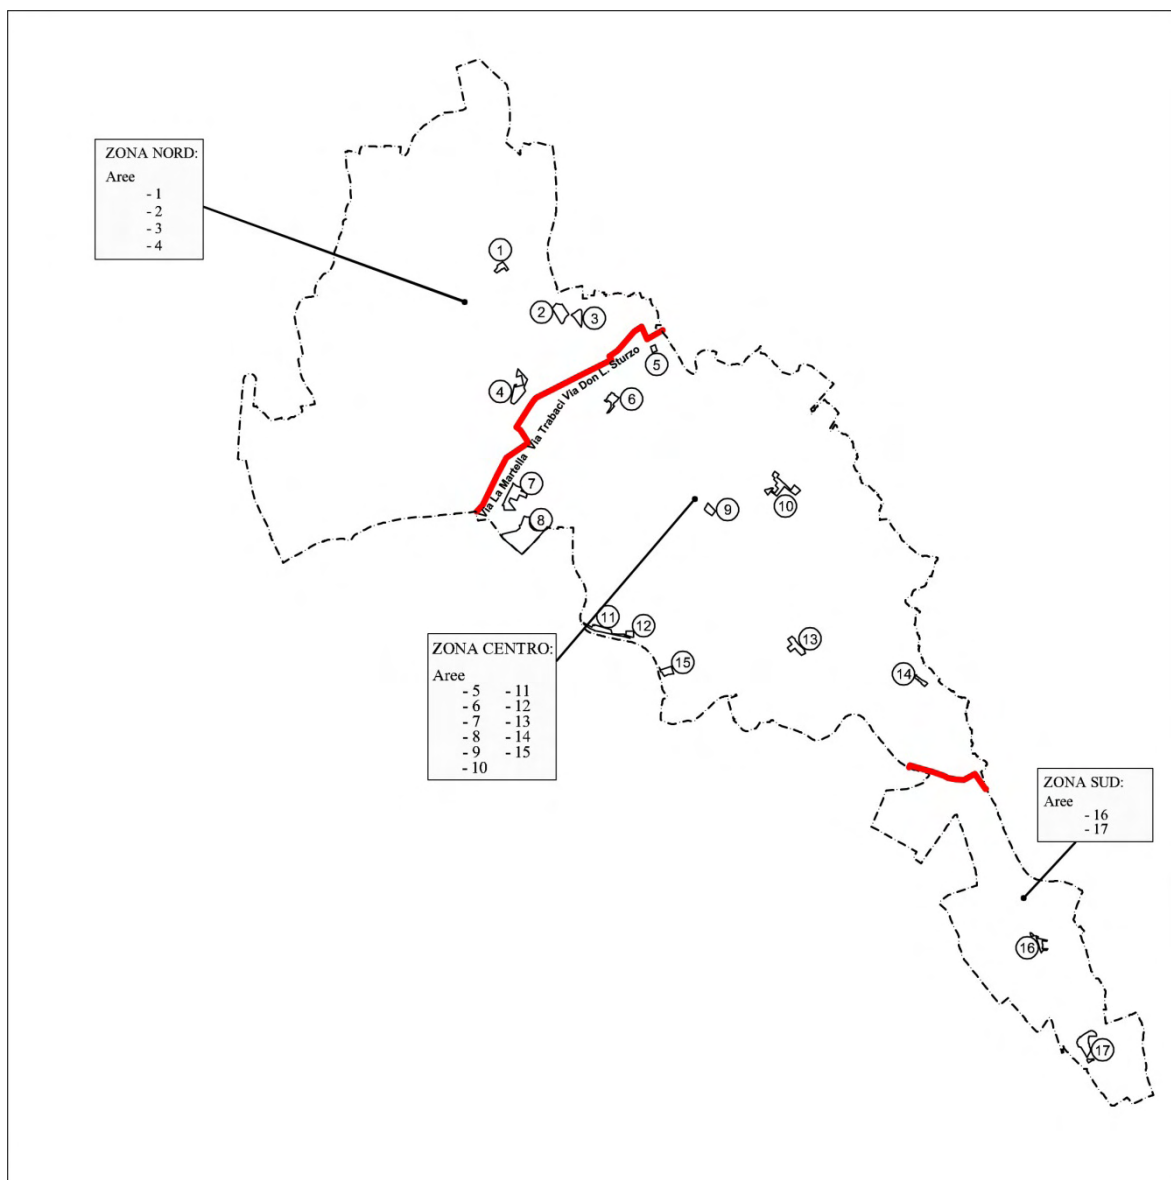 ZONA NORD:
Aree
- 1
- 2
- 3
- 4
1
2
3
4
5
6
Via La Martella Via Trabaci Via Don L. Sturzo
7
8
9
10
11
12
13
14
15
ZONA CENTRO:
Aree
- 5 - 11
- 6 - 12
- 7 - 13
- 8 - 14
- 9 - 15
- 10
ZONA SUD:
Aree
- 16
- 17
16
17